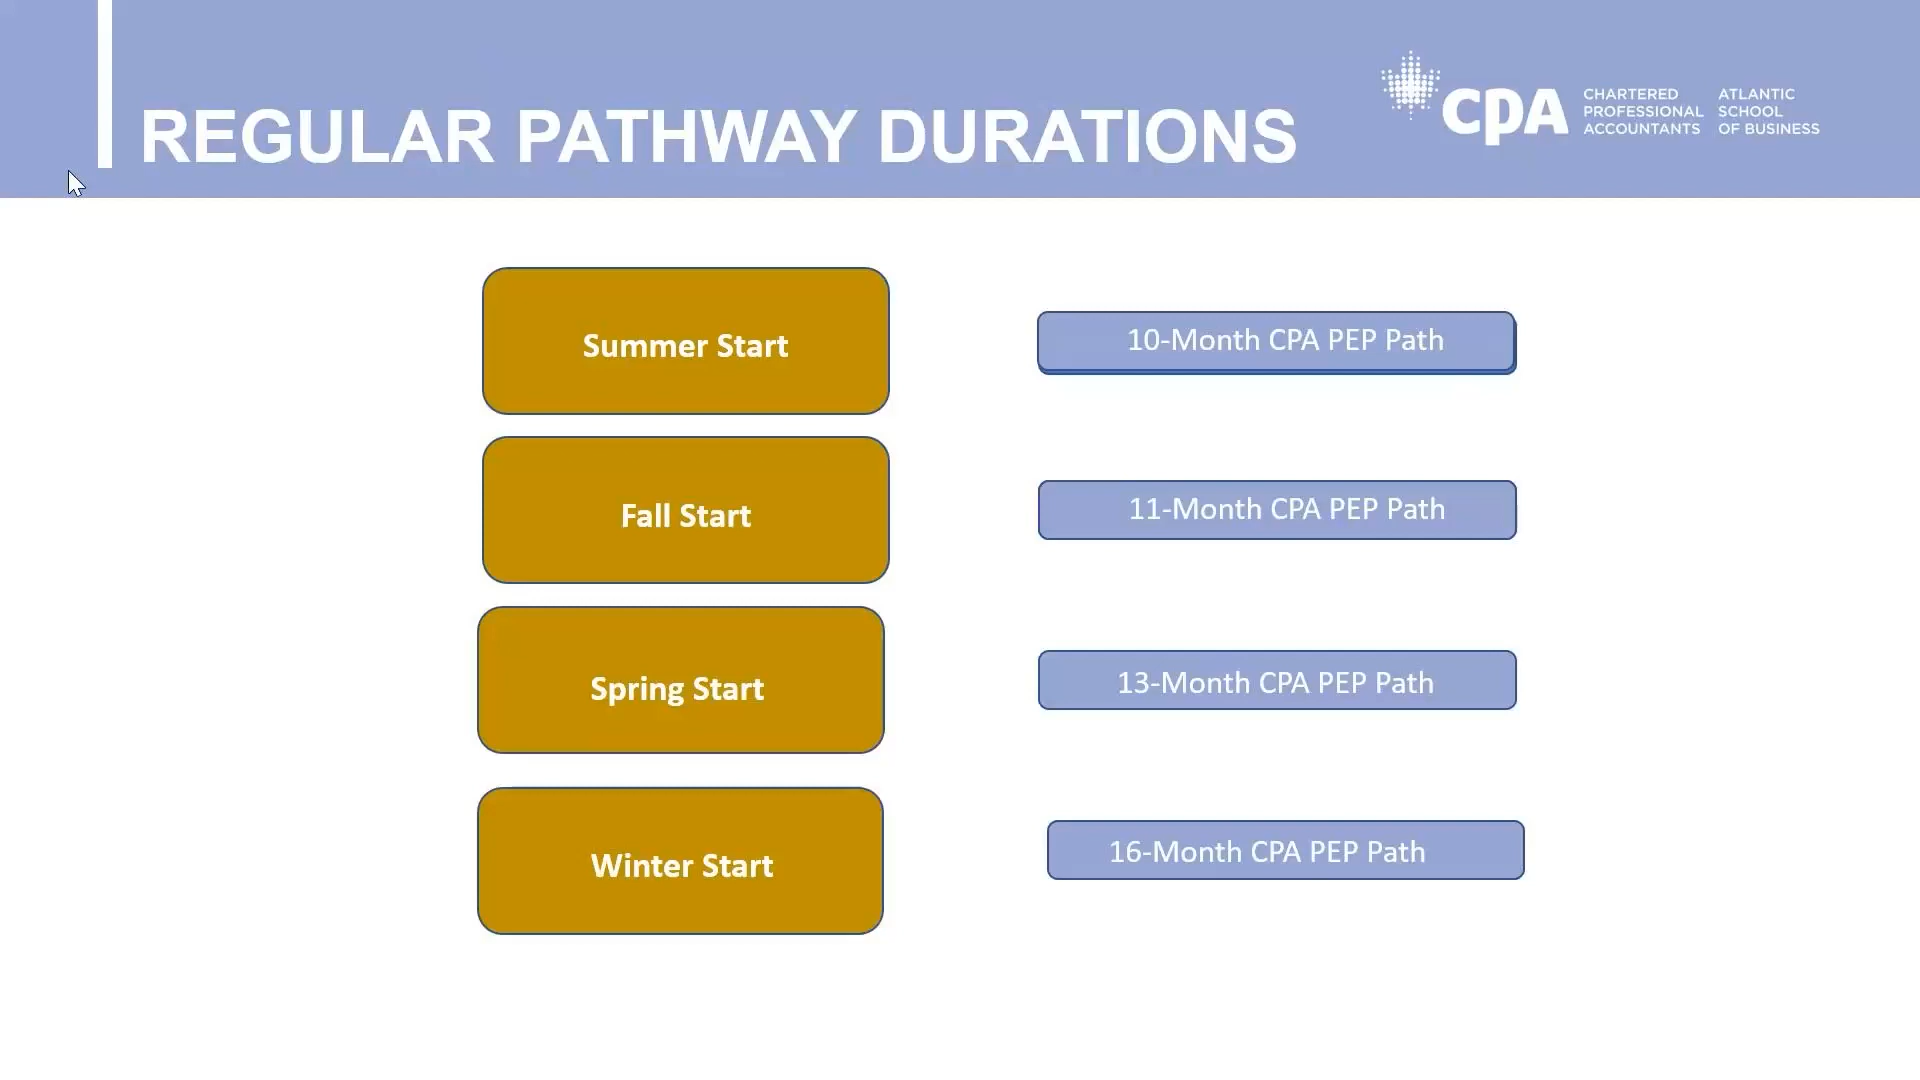 REGULAR PATHWAY DURATIONS
CPA
CHARTERED
PROFESSIONAL
ACCOUNTANTS
ATLANTIC
SCHOOL
OF BUSINESS
Summer Start
10-Month CPA PEP Path
Fall Start
11-Month CPA PEP Path
Spring Start
13-Month CPA PEP Path
Winter Start
16-Month CPA PEP Path